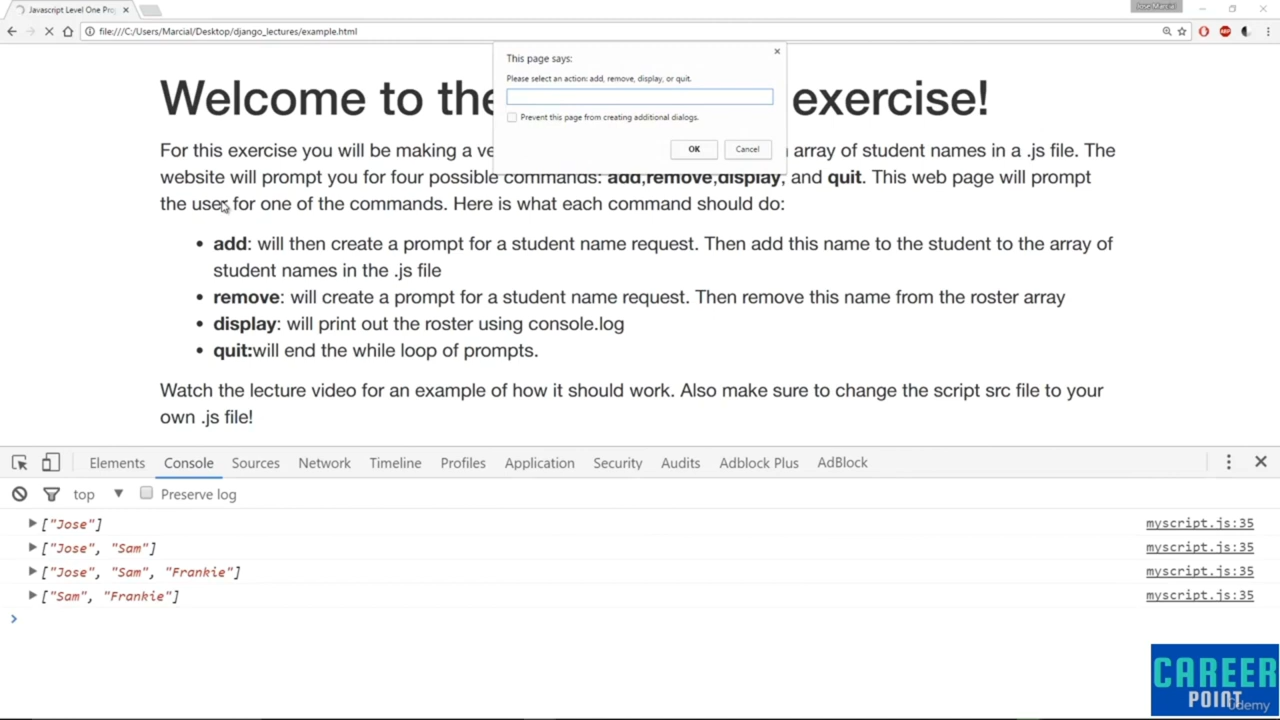 Javascript Level One Pro
Jose Marcial
file:///C:/Users/Marcial/Desktop/django_lectures/example.html
This page says:
Please select an action: add, remove, display, or quit.
Prevent this page from creating additional dialogs.
OK
Cancel
Welcome to the exercise!
For this exercise you will be making a ve array of student names in a .js file. The
website will prompt you for four possible commands: add,remove,display, and quit. This web page will prompt
the user for one of the commands. Here is what each command should do:
• add: will then create a prompt for a student name request. Then add this name to the student to the array of
student names in the .js file
• remove: will create a prompt for a student name request. Then remove this name from the roster array
• display: will print out the roster using console.log
• quit:will end the while loop of prompts.
Watch the lecture video for an example of how it should work. Also make sure to change the script src file to your
own .js file!
Elements Console Sources Network Timeline Profiles Application Security Audits Adblock Plus AdBlock
top Preserve log
["Jose"] myscript.js:35
["Jose", "Sam"] myscript.js:35
["Jose", "Sam", "Frankie"] myscript.js:35
["Sam", "Frankie"] myscript.js:35
CAREER
POINT
Udemy